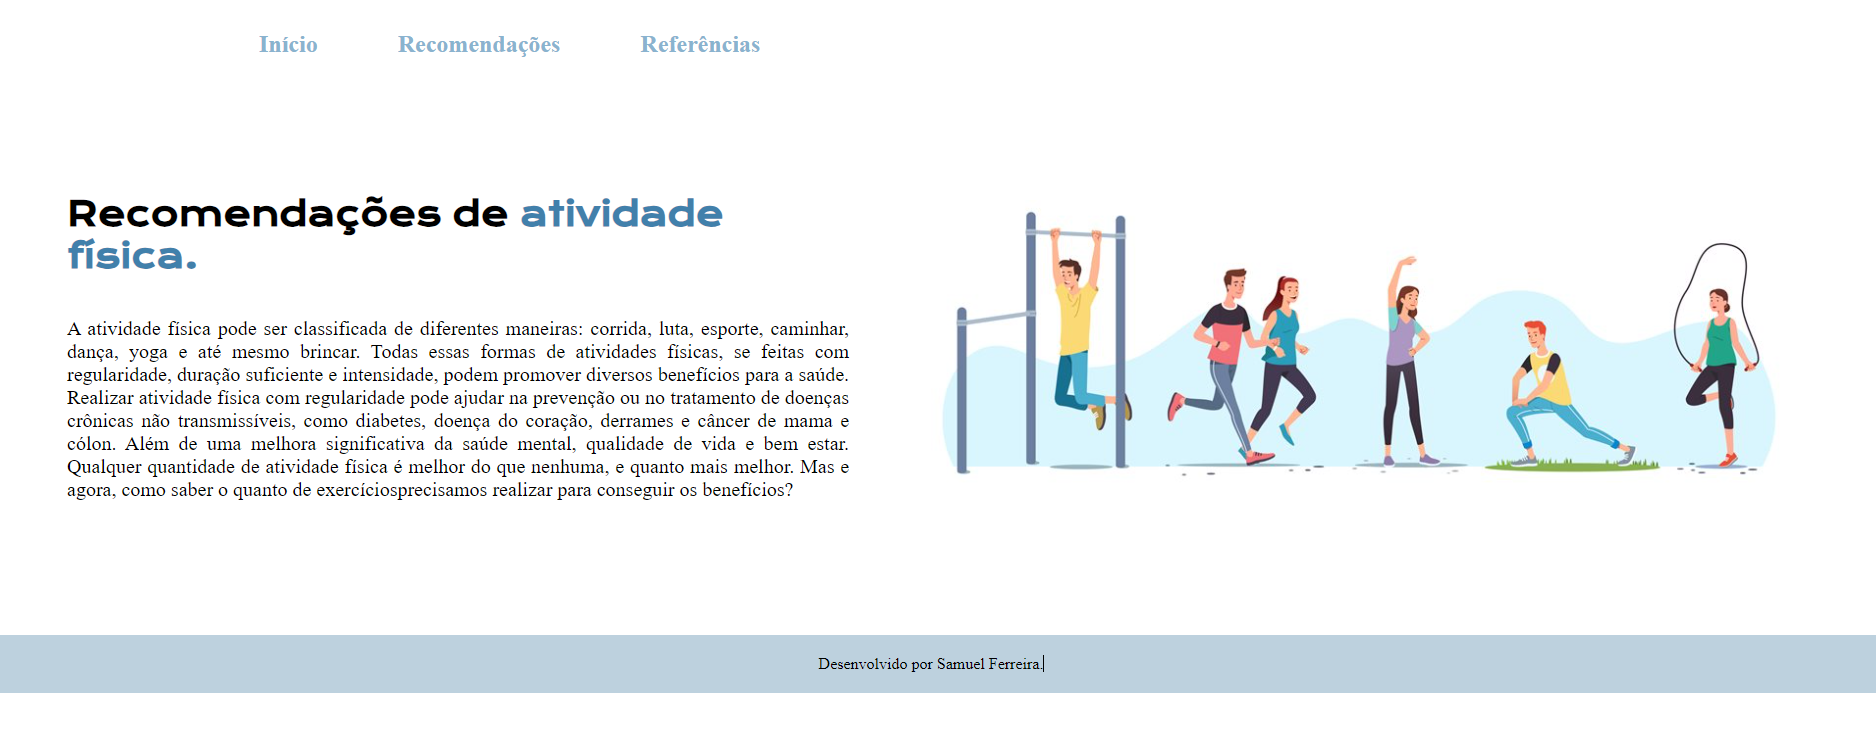 Início Recomendações Referências
Recomendações de atividade
física.
A atividade física pode ser classificada de diferentes maneiras: corrida, luta, esporte, caminhar,
dança, yoga e até mesmo brincar. Todas essas formas de atividades físicas, se feitas com
regularidade, duração suficiente e intensidade, podem promover diversos benefícios para a saúde.
Realizar atividade física com regularidade pode ajudar na prevenção ou no tratamento de doenças
crônicas não transmissíveis, como diabetes, doença do coração, derrames e câncer de mama e
cólon. Além de uma melhora significativa da saúde mental, qualidade de vida e bem estar.
Qualquer quantidade de atividade física é melhor do que nenhuma, e quanto mais melhor. Mas e
agora, como saber o quanto de exercíciosprecisamos realizar para conseguir os benefícios?
Desenvolvido por Samuel Ferreira.